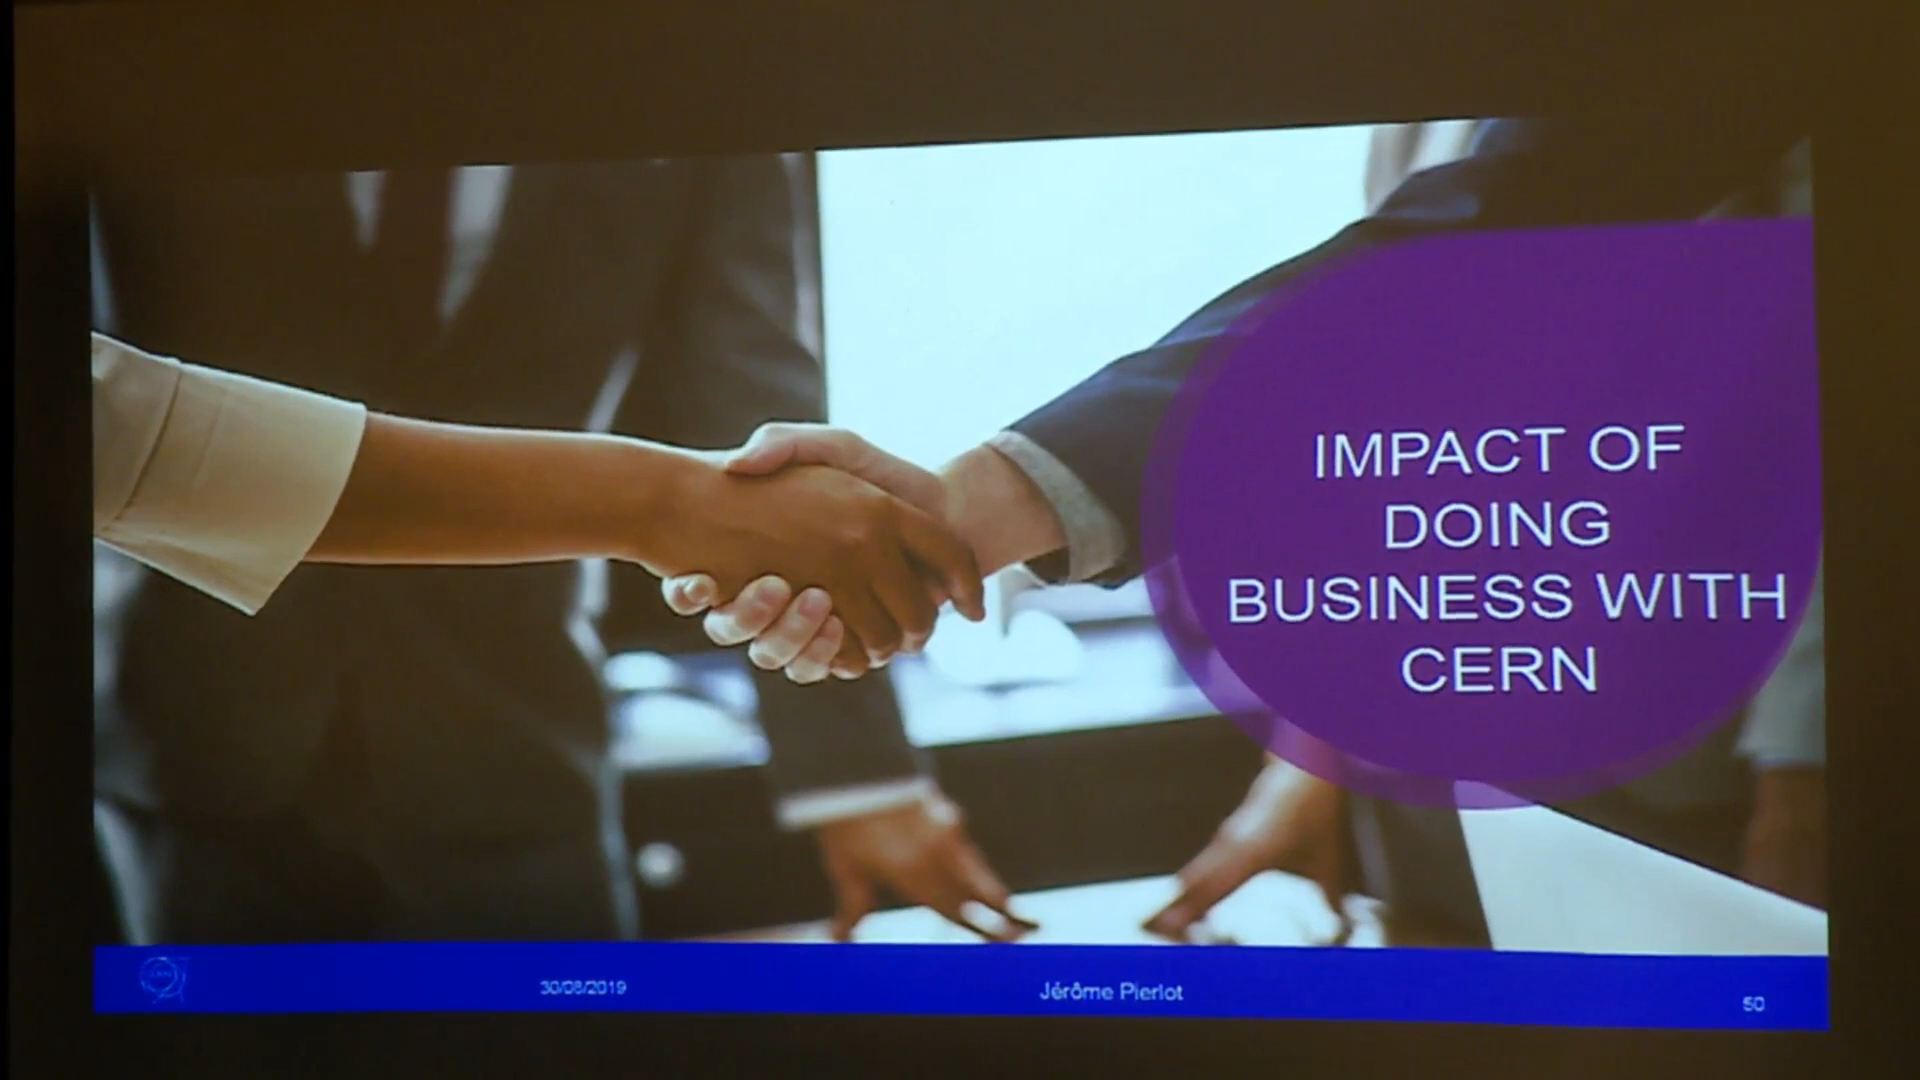 IMPACT OF
DOING
BUSINESS WITH
CERN
30/08/2019
Jérôme Pierlot
50